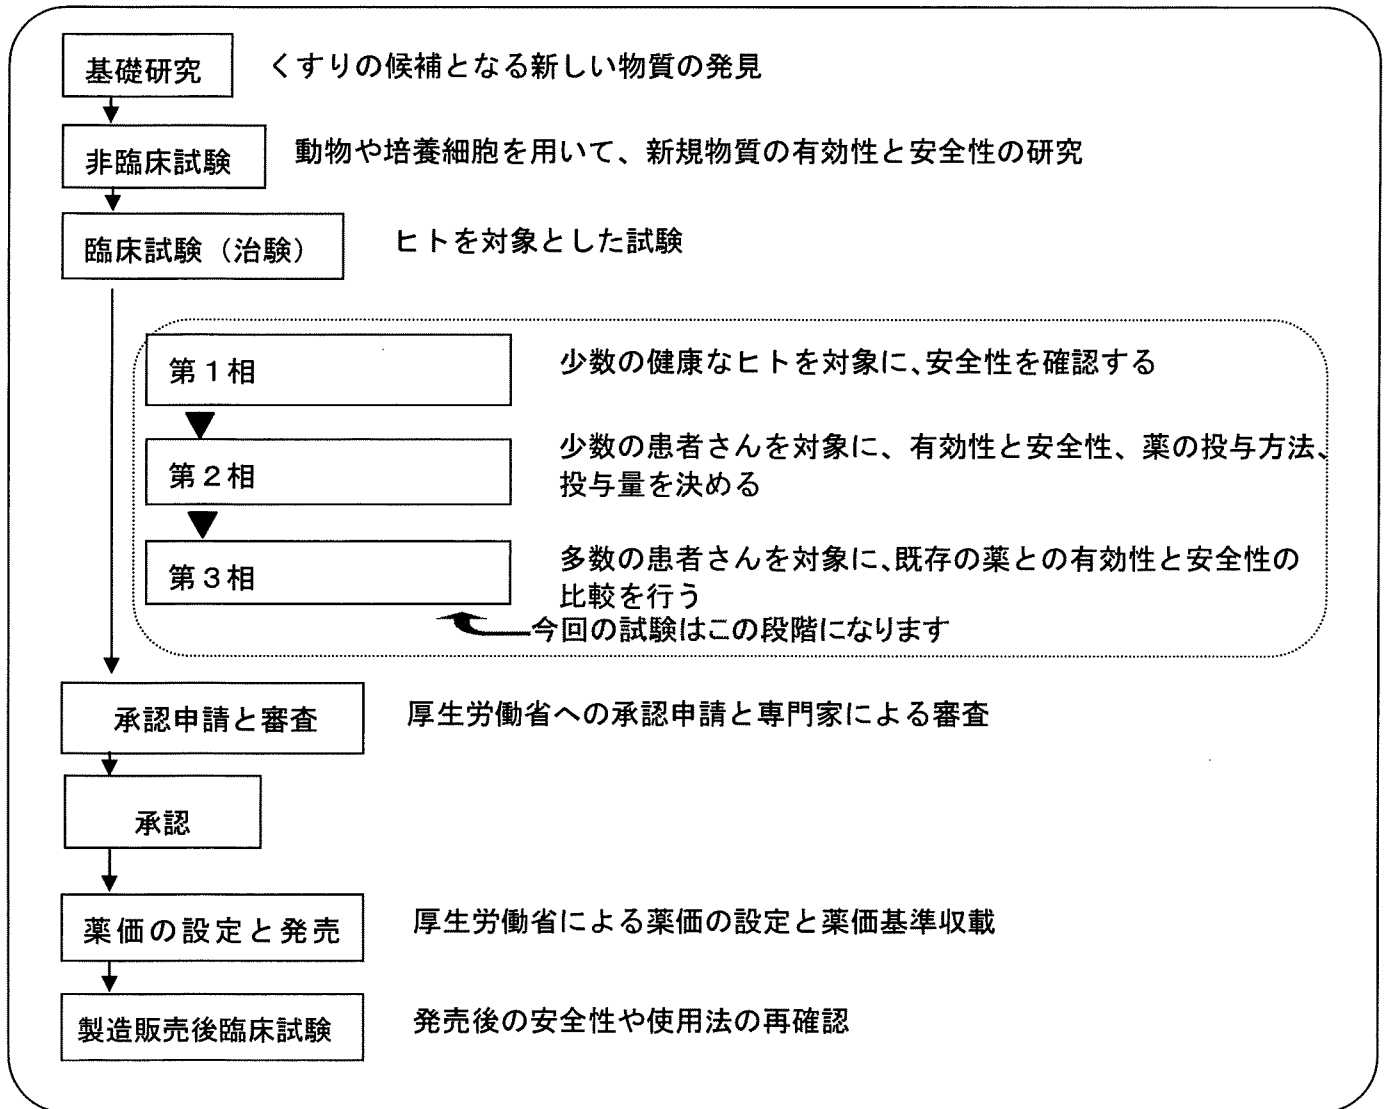 基礎研究
くすりの候補となる新しい物質の発見
非臨床試験
動物や培養細胞を用いて、新規物質の有効性と安全性の研究
臨床試験（治験）
ヒトを対象とした試験
第１相
少数の健康なヒトを対象に、安全性を確認する
第２相
少数の患者さんを対象に、有効性と安全性、薬の投与方法、
投与量を決める
第３相
多数の患者さんを対象に、既存の薬との有効性と安全性の
比較を行う
今回の試験はこの段階になります
承認申請と審査
厚生労働省への承認申請と専門家による審査
承認
薬価の設定と発売
厚生労働省による薬価の設定と薬価基準収載
製造販売後臨床試験
発売後の安全性や使用法の再確認